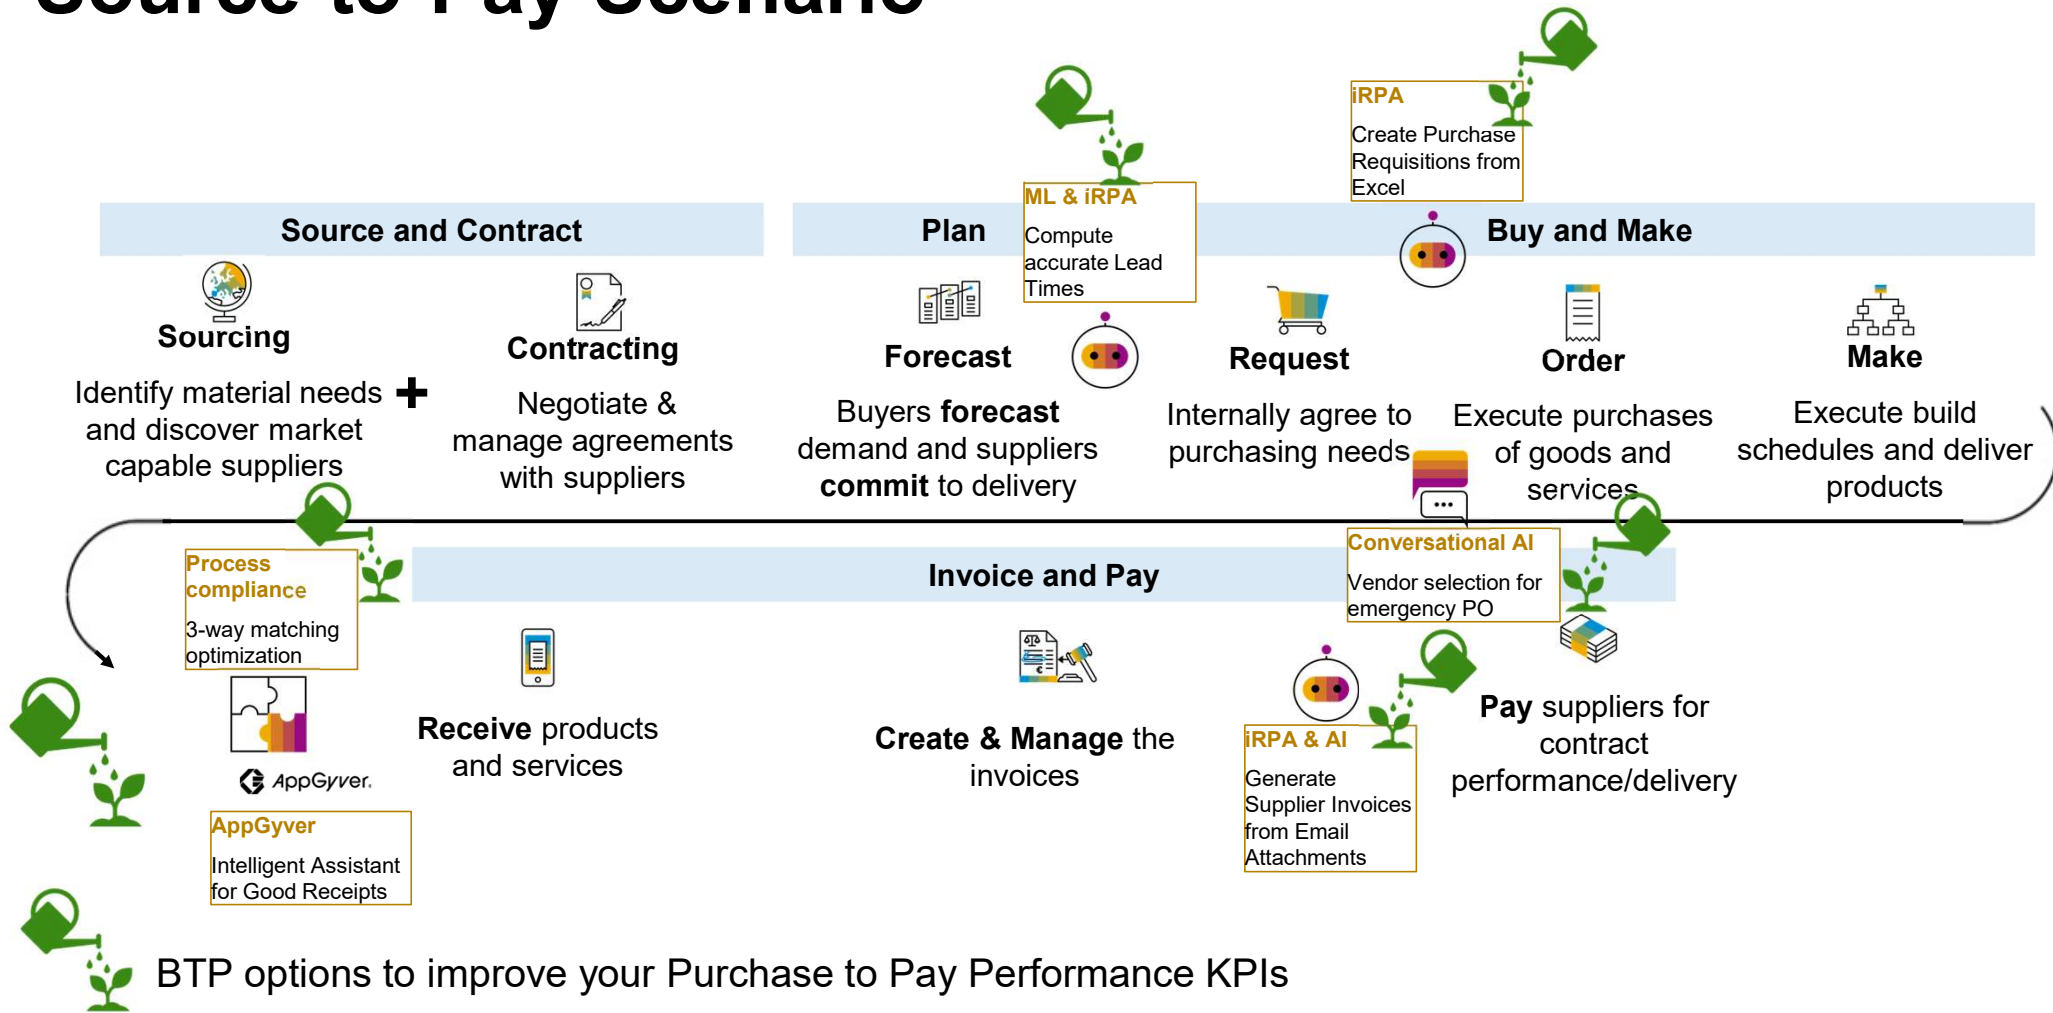 Source to Pay Scenario
iRPA
Create Purchase
Requisitions from
Excel
ML & iRPA
Compute
accurate Lead
Times
Source and Contract
Plan
Buy and Make
Sourcing
Identify material needs
and discover market
capable suppliers
Contracting
Negotiate &
manage agreements
with suppliers
Forecast
Buyers forecast
demand and suppliers
commit to delivery
Request
Internally agree to
purchasing needs
Order
Execute purchases
of goods and
services
Make
Execute build
schedules and deliver
products
Process
compliance
3-way matching
optimization
Invoice and Pay
Conversational AI
Vendor selection for
emergency PO
AppGyver.
AppGyver
Intelligent Assistant
for Good Receipts
Receive products
and services
Create & Manage the
invoices
iRPA & AI
Generate
Supplier Invoices
from Email
Attachments
Pay suppliers for
contract
performance/delivery
BTP options to improve your Purchase to Pay Performance KPIs